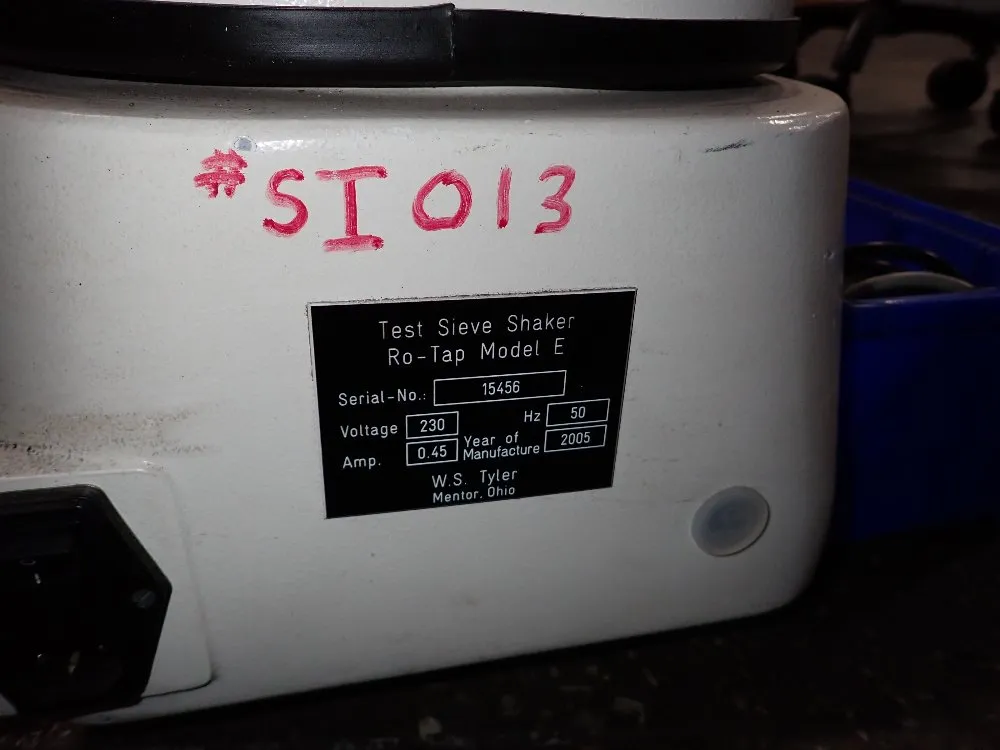 #SI013
Test Sieve Shaker
Ro-Tap Model E
Serial-No.: 15456
Voltage 230 Hz 50
Amp. 0.45 Year of Manufacture 2005
W.S. Tyler
Mentor, Ohio